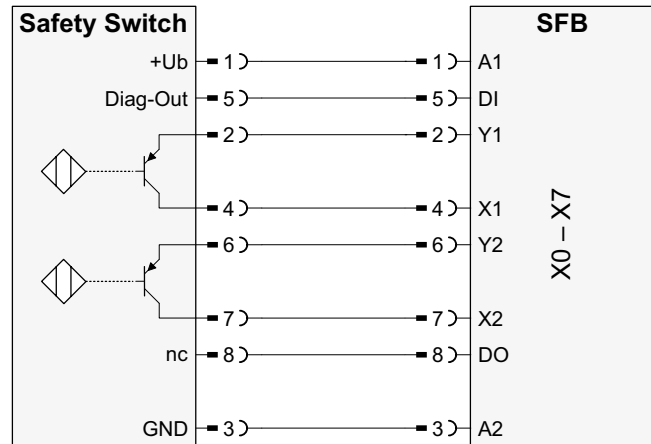 Safety Switch SFB
+Ub 1 1 A1
Diag-Out 5 5 DI
2 2 Y1
4 4 X1
6 6 Y2
7 7 X2
nc 8 8 DO
GND 3 3 A2
X0 – X7